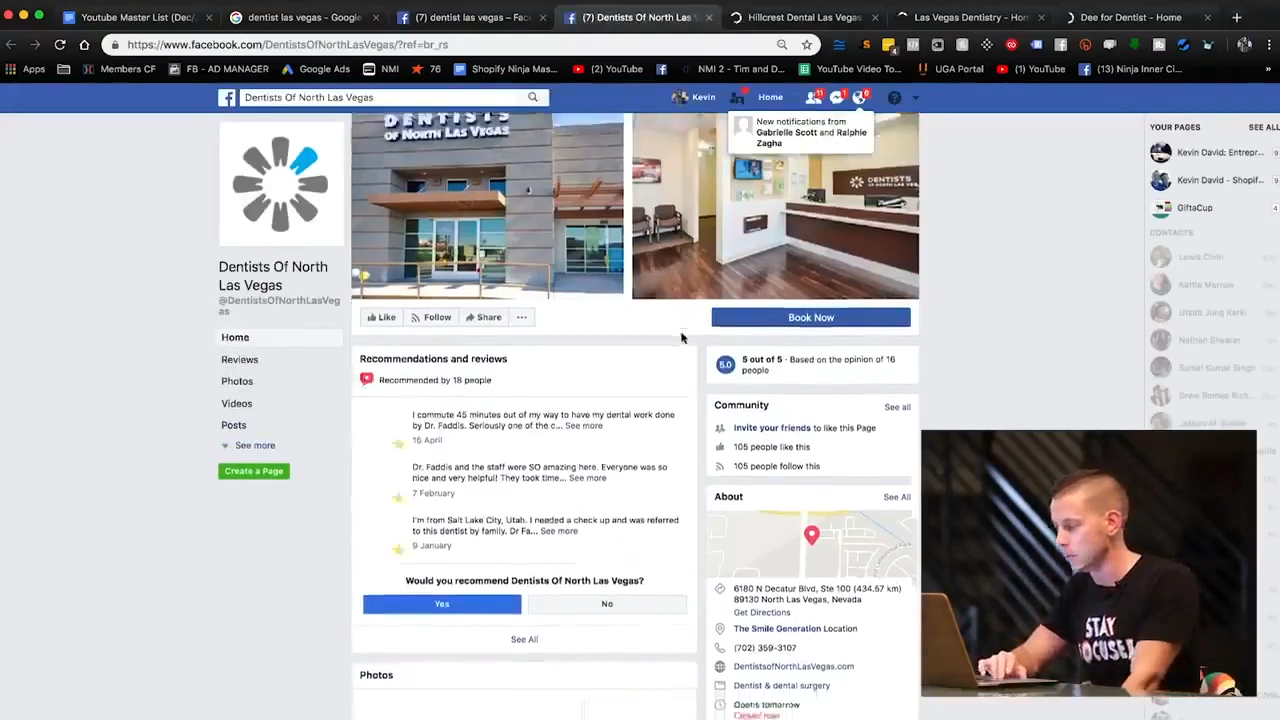 Youtube Master List (Dec/
dentists las vegas - Google
(7) dentist las vegas – Fac
(7) Dentists Of North Las V
Hillcrest Dental Las Vegas
Las Vegas Dentistry - Hom
Dee for Dentist - Home
https://www.facebook.com/DentistsOfNorthLasVegas/?ref=br_rs
Apps
Members CF
FB - AD MANAGER
Google Ads
NMI
76
Shopify Ninja Mas...
(2) YouTube
NMI 2 - Tim and D...
YouTube Video To...
UGA Portal
(1) YouTube
(13) Ninja Inner Ci...
Dentists Of North Las Vegas
Kevin
Home
11
1
6
New notifications from
Gabrielle Scott and Ralphie
Zagha
DENTISTS
OF NORTH LAS VEGAS
DENTISTS
Dentists Of North
Las Vegas
@DentistsOfNorthLasVeg
as
Home
Reviews
Photos
Videos
Posts
See more
Create a Page
Like
Follow
Share
...
Book Now
Recommendations and reviews
Recommended by 18 people
I commute 45 minutes out of my way to have my dental work done
by Dr. Faddis. Seriously one of the c... See more
16 April
Dr. Faddis and the staff were SO amazing here. Everyone was so
nice and very helpful! They took time... See more
7 February
I'm from Salt Lake City, Utah. I needed a check up and was referred
to this dentist by family. Dr Fa... See more
9 January
Would you recommend Dentists Of North Las Vegas?
Yes
No
See All
Photos
5.0
5 out of 5 · Based on the opinion of 16
people
Community
See all
Invite your friends to like this Page
105 people like this
105 people follow this
About
See All
6180 N Decatur Blvd, Ste 100 (434.57 km)
89130 North Las Vegas, Nevada
Get Directions
The Smile Generation Location
(702) 359-3107
DentistsofNorthLasVegas.com
Dentist & dental surgery
Opens tomorrow
Closed now
YOUR PAGES
SEE ALL
Kevin David: Entrepr...
9
Kevin David - Shopif...
9
GiftaCup
4
CONTACTS
STAY
FOCUSED